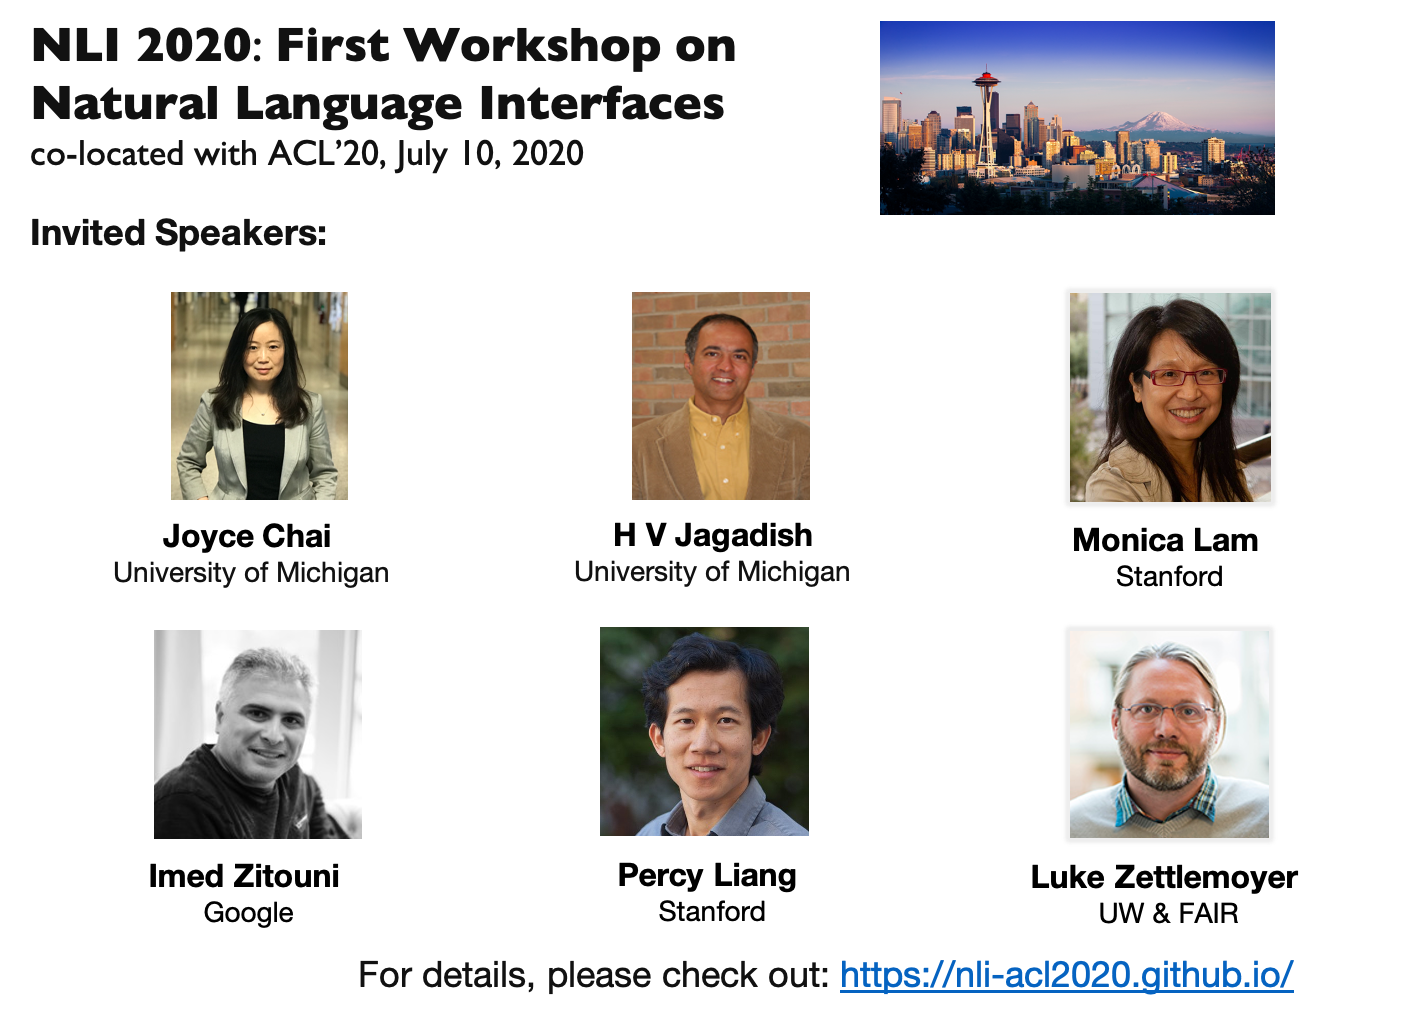 NLI 2020: First Workshop on
Natural Language Interfaces
co-located with ACL’20, July 10, 2020
Invited Speakers:
Joyce Chai
University of Michigan
H V Jagadish
University of Michigan
Monica Lam
Stanford
Imed Zitouni
Google
Percy Liang
Stanford
Luke Zettlemoyer
UW & FAIR
For details, please check out: https://nli-acl2020.github.io/